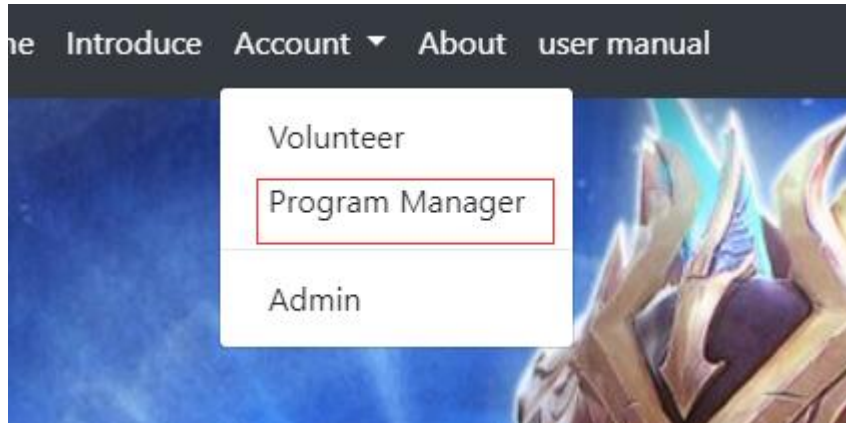 ne Introduce Account About user manual
Volunteer
Program Manager
Admin